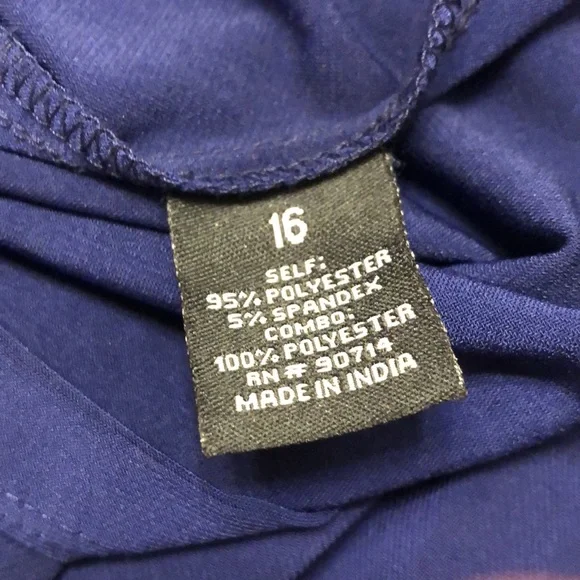 16
SELF:
95% POLYESTER
5% SPANDEX
COMBO:
100% POLYESTER
RN # 90714
MADE IN INDIA